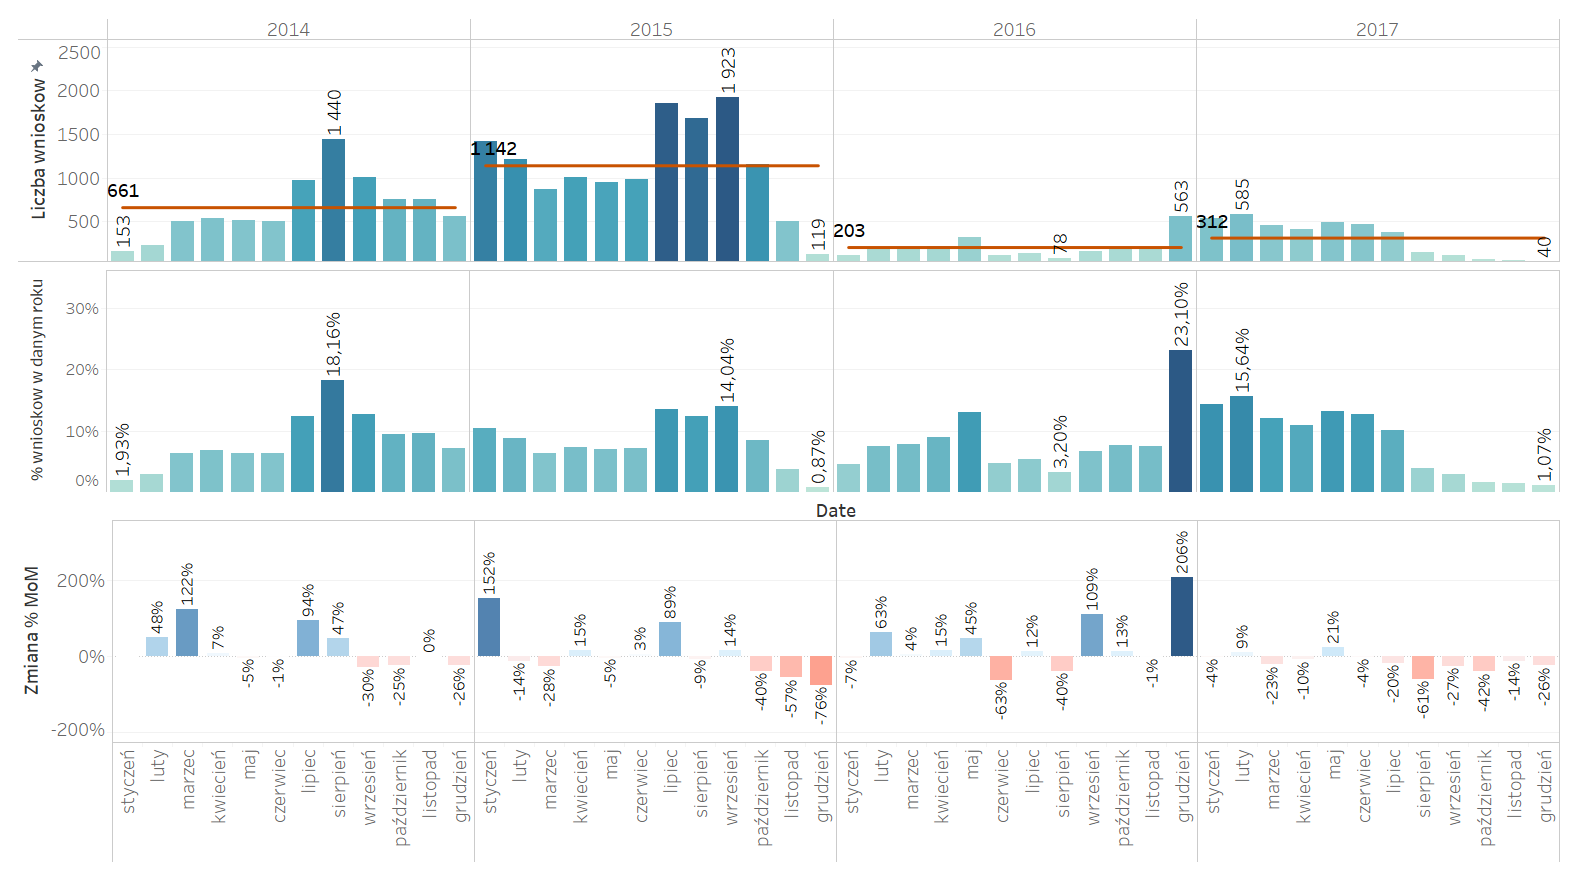 2014 2015 2016 2017
Liczba wnioskow
2500
2000
1500
1000
500
661
153
1 440
1 142
1 923
119
203
78
563
312
585
40
% wnioskow w danym roku
30%
20%
10%
0%
1,93%
18,16%
14,04%
0,87%
3,20%
23,10%
15,64%
1,07%
Date
Zmiana % MoM
200%
0%
-200%
48%
122%
7%
-5%
-1%
94%
47%
-30%
-25%
0%
-26%
152%
-14%
-28%
15%
-5%
3%
89%
-9%
14%
-40%
-57%
-76%
-7%
63%
4%
15%
45%
-63%
12%
-40%
109%
13%
-1%
206%
-4%
9%
-23%
-10%
21%
-4%
-20%
-61%
-27%
-42%
-14%
-26%
styczeń
luty
marzec
kwiecień
maj
czerwiec
lipiec
sierpień
wrzesień
październik
listopad
grudzień
styczeń
luty
marzec
kwiecień
maj
czerwiec
lipiec
sierpień
wrzesień
październik
listopad
grudzień
styczeń
luty
marzec
kwiecień
maj
czerwiec
lipiec
sierpień
wrzesień
październik
listopad
grudzień
styczeń
luty
marzec
kwiecień
maj
czerwiec
lipiec
sierpień
wrzesień
październik
listopad
grudzień